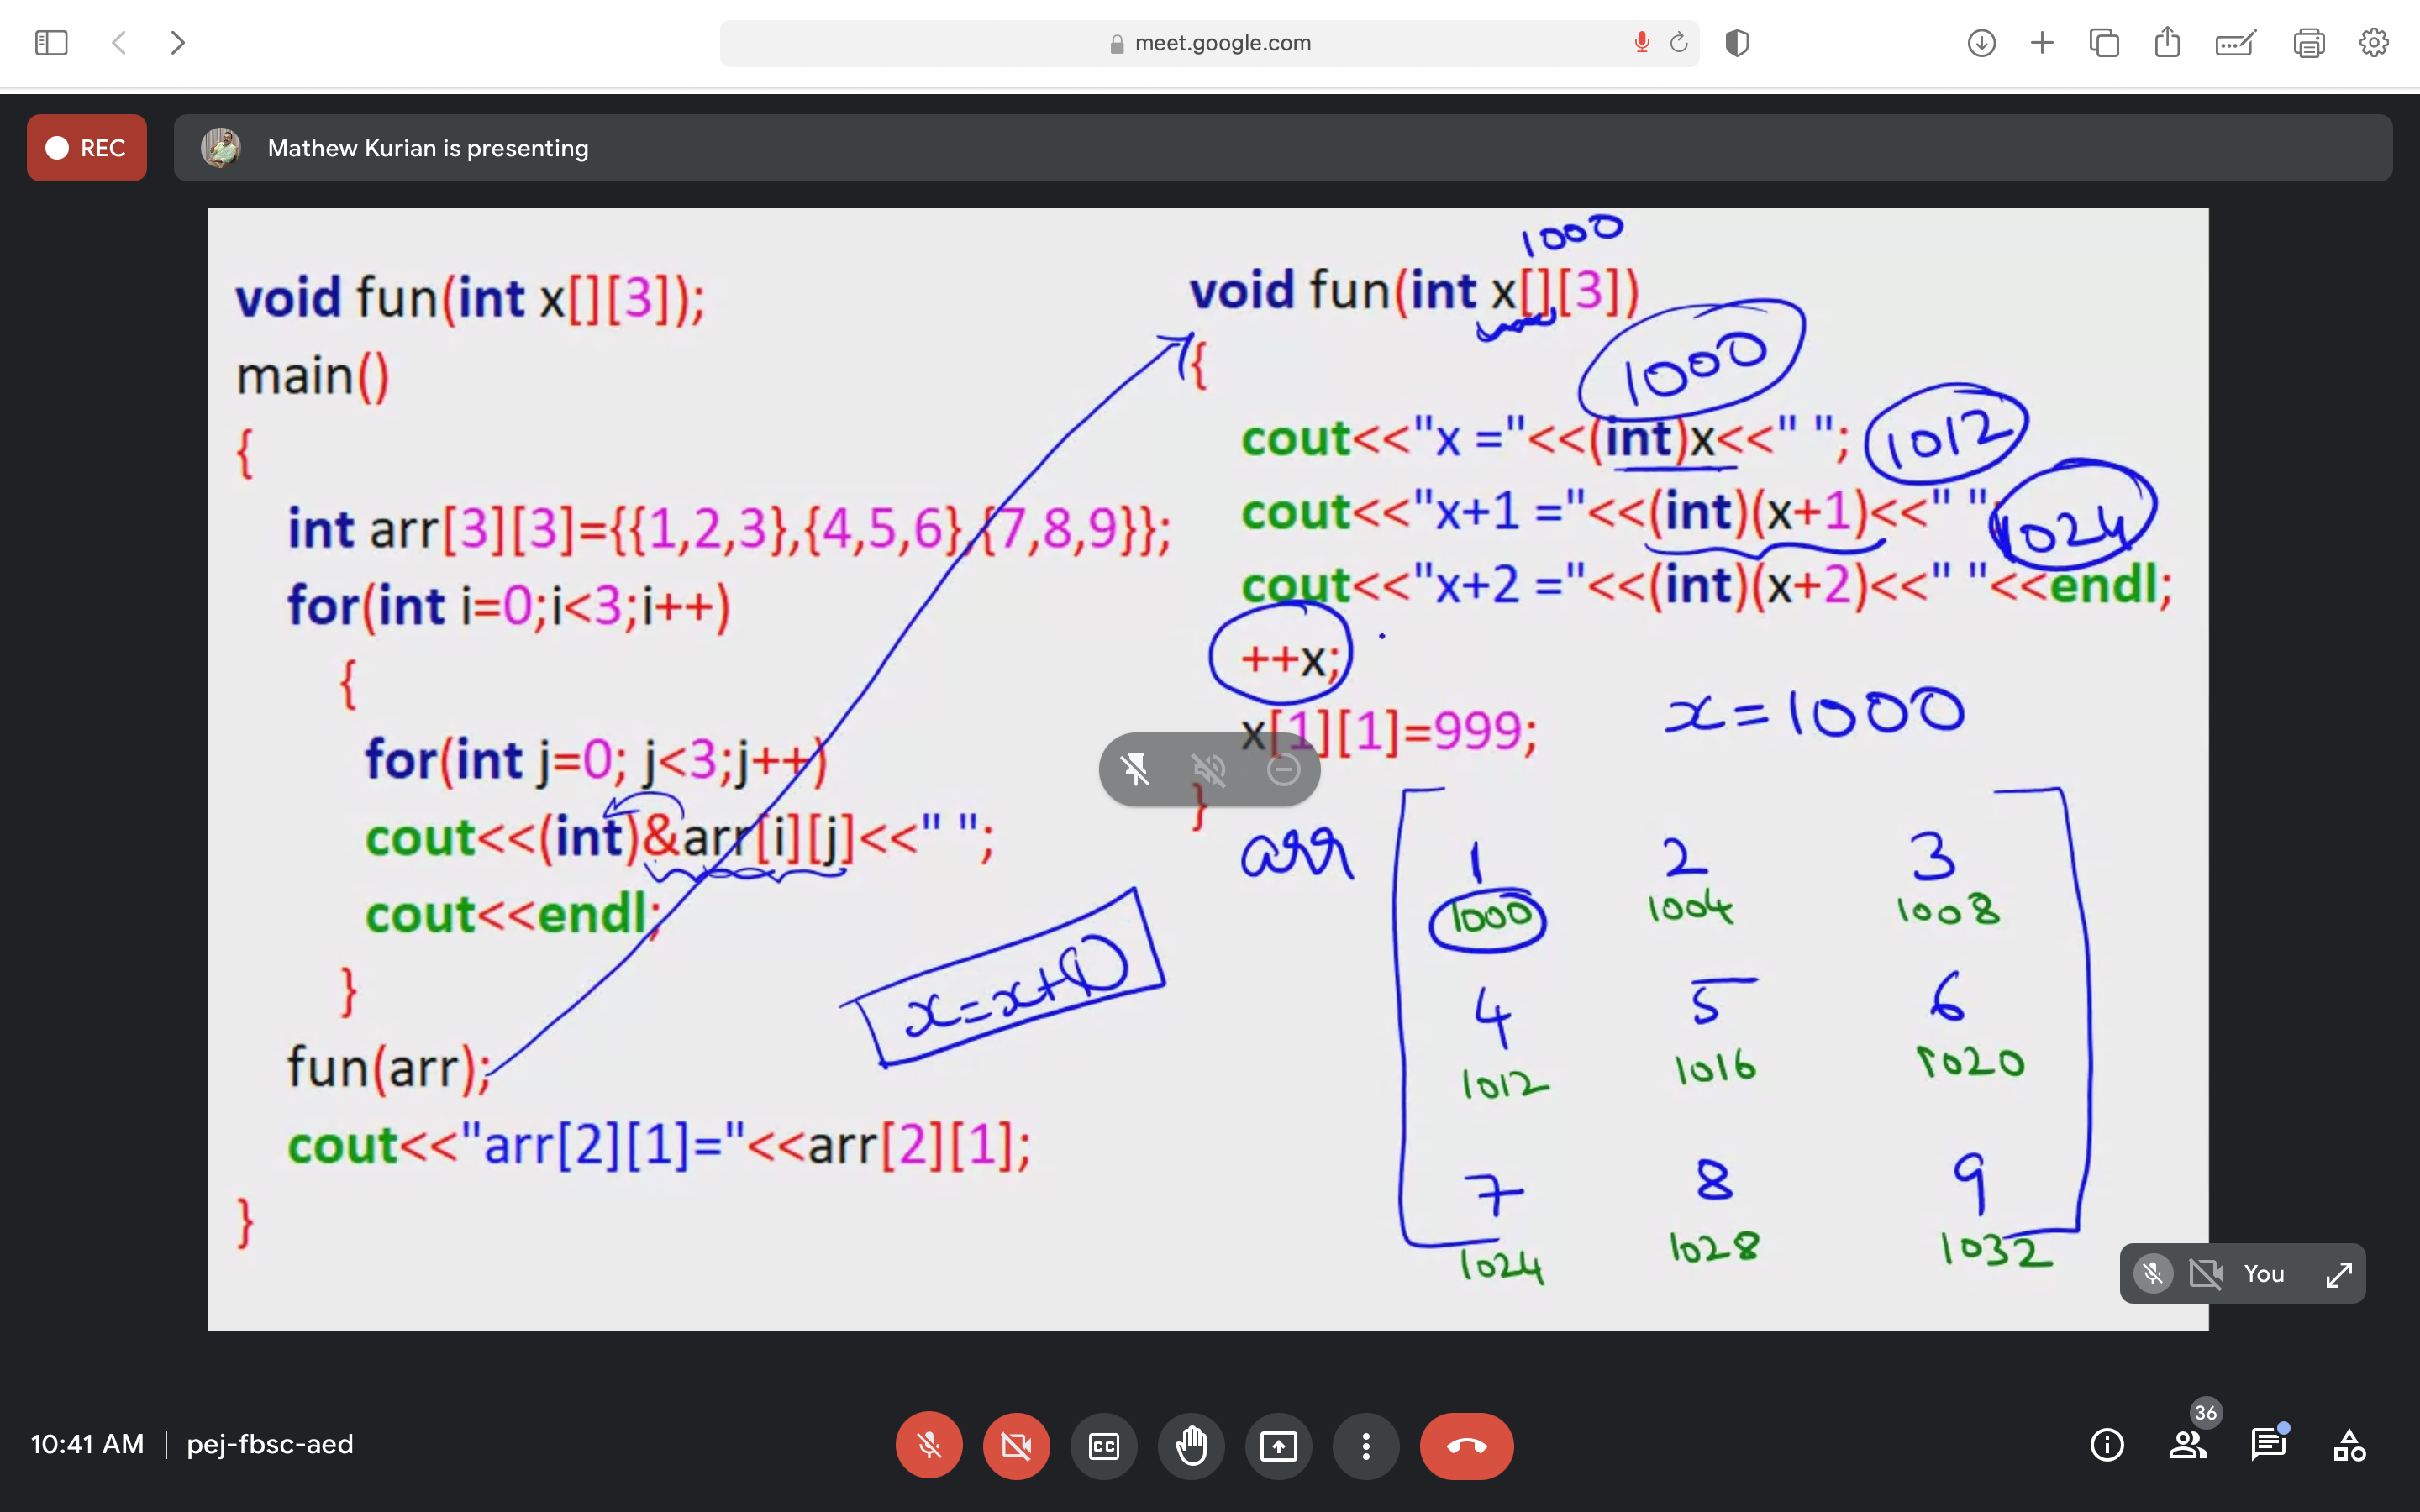 meet.google.com
REC
Mathew Kurian is presenting
void fun(int x[][3]);
main()
{
int arr[3][3]={{1,2,3},{4,5,6},{7,8,9}};
for(int i=0;i<3;i++)
{
for(int j=0; j<3;j++)
cout<<(int)&arr[i][j]<<" ";
cout<<endl;
}
fun(arr);
cout<<"arr[2][1]="<<arr[2][1];
}
x=x+1
1000
void fun(int x[][3])
{
1000
cout<<"x ="<<(int)x<<" ";
1012
cout<<"x+1 ="<<(int)(x+1)<<" ";
1024
cout<<"x+2 ="<<(int)(x+2)<<" "<<endl;
++x;
x[1][1]=999;
}
x=1000
arr
1 2 3
1000 1004 1008
4 5 6
1012 1016 1020
7 8 9
1024 1028 1032
You
10:41 AM | pej-fbsc-aed
CC
36